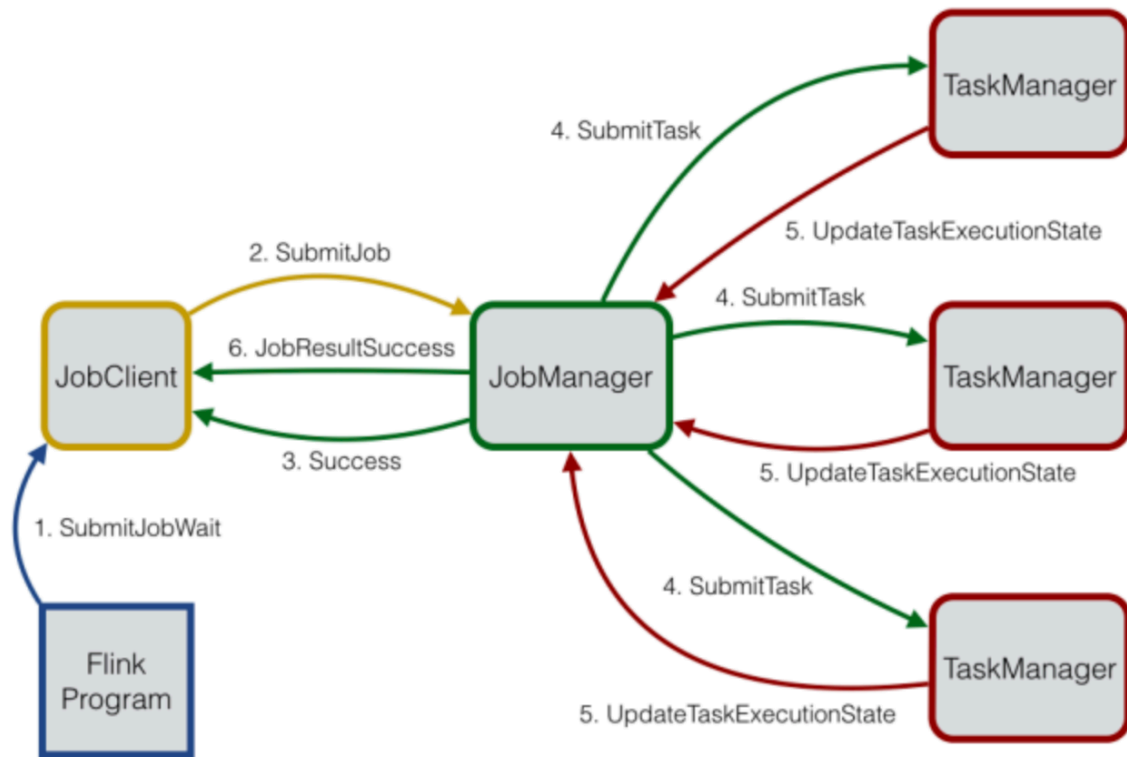 TaskManager
4. SubmitTask
5. UpdateTaskExecutionState
2. SubmitJob
4. SubmitTask
6. JobResultSuccess
JobClient
JobManager
TaskManager
3. Success
5. UpdateTaskExecutionState
1. SubmitJobWait
4. SubmitTask
Flink
Program
TaskManager
5. UpdateTaskExecutionState